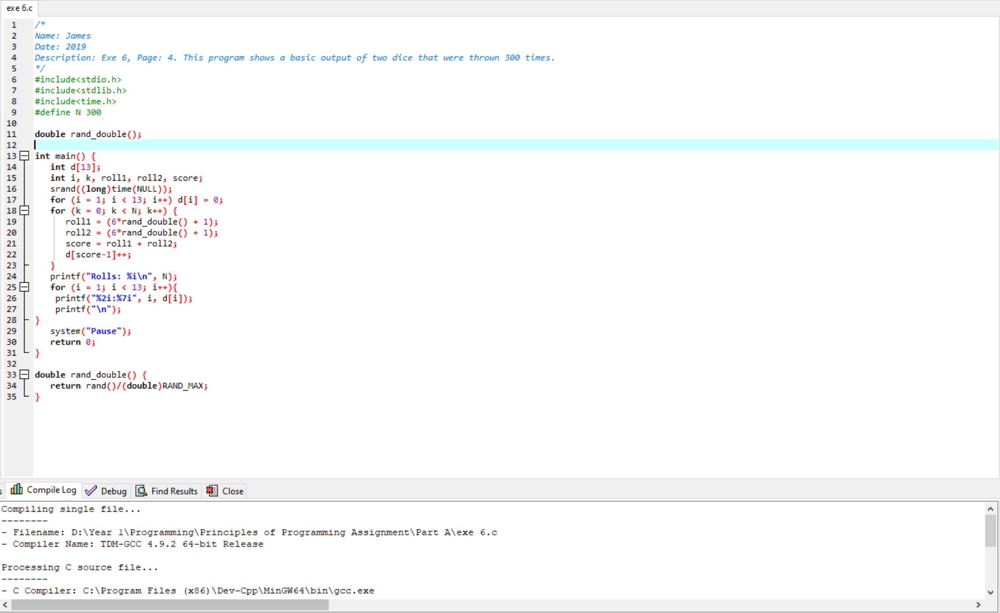 exe 6.c
1 /*
2 Name: James
3 Date: 2019
4 Description: Exe 6, Page: 4. This program shows a basic output of two dice that were thrown 300 times.
5 */
6 #include<stdio.h>
7 #include<stdlib.h>
8 #include<time.h>
9 #define N 300
10
11 double rand_double();
12
13 int main() {
14    int d[13];
15    int i, k, roll1, roll2, score;
16    srand((long)time(NULL));
17    for (i = 1; i < 13; i++) d[i] = 0;
18    for (k = 0; k < N; k++) {
19       roll1 = (6*rand_double() + 1);
20       roll2 = (6*rand_double() + 1);
21       score = roll1 + roll2;
22       d[score-1]++;
23    }
24    printf("Rolls: %i\n", N);
25    for (i = 1; i < 13; i++){
26     printf("%2i:%7i", i, d[i]);
27     printf("\n");
28 }
29    system("Pause");
30    return 0;
31 }
32
33 double rand_double() {
34    return rand()/(double)RAND_MAX;
35 }
s Compile Log Debug Find Results Close
Compiling single file...
--------
- Filename: D:\Year 1\Programming\Principles of Programming Assignment\Part A\exe 6.c
- Compiler Name: TDM-GCC 4.9.2 64-bit Release
Processing C source file...
--------
- C Compiler: C:\Program Files (x86)\Dev-Cpp\MinGW64\bin\gcc.exe